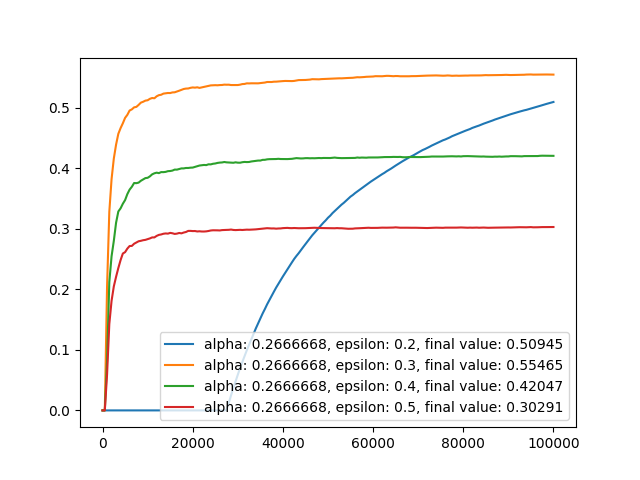 0.5
0.4
0.3
0.2
0.1
0.0
alpha: 0.2666668, epsilon: 0.2, final value: 0.50945
alpha: 0.2666668, epsilon: 0.3, final value: 0.55465
alpha: 0.2666668, epsilon: 0.4, final value: 0.42047
alpha: 0.2666668, epsilon: 0.5, final value: 0.30291
0 20000 40000 60000 80000 100000